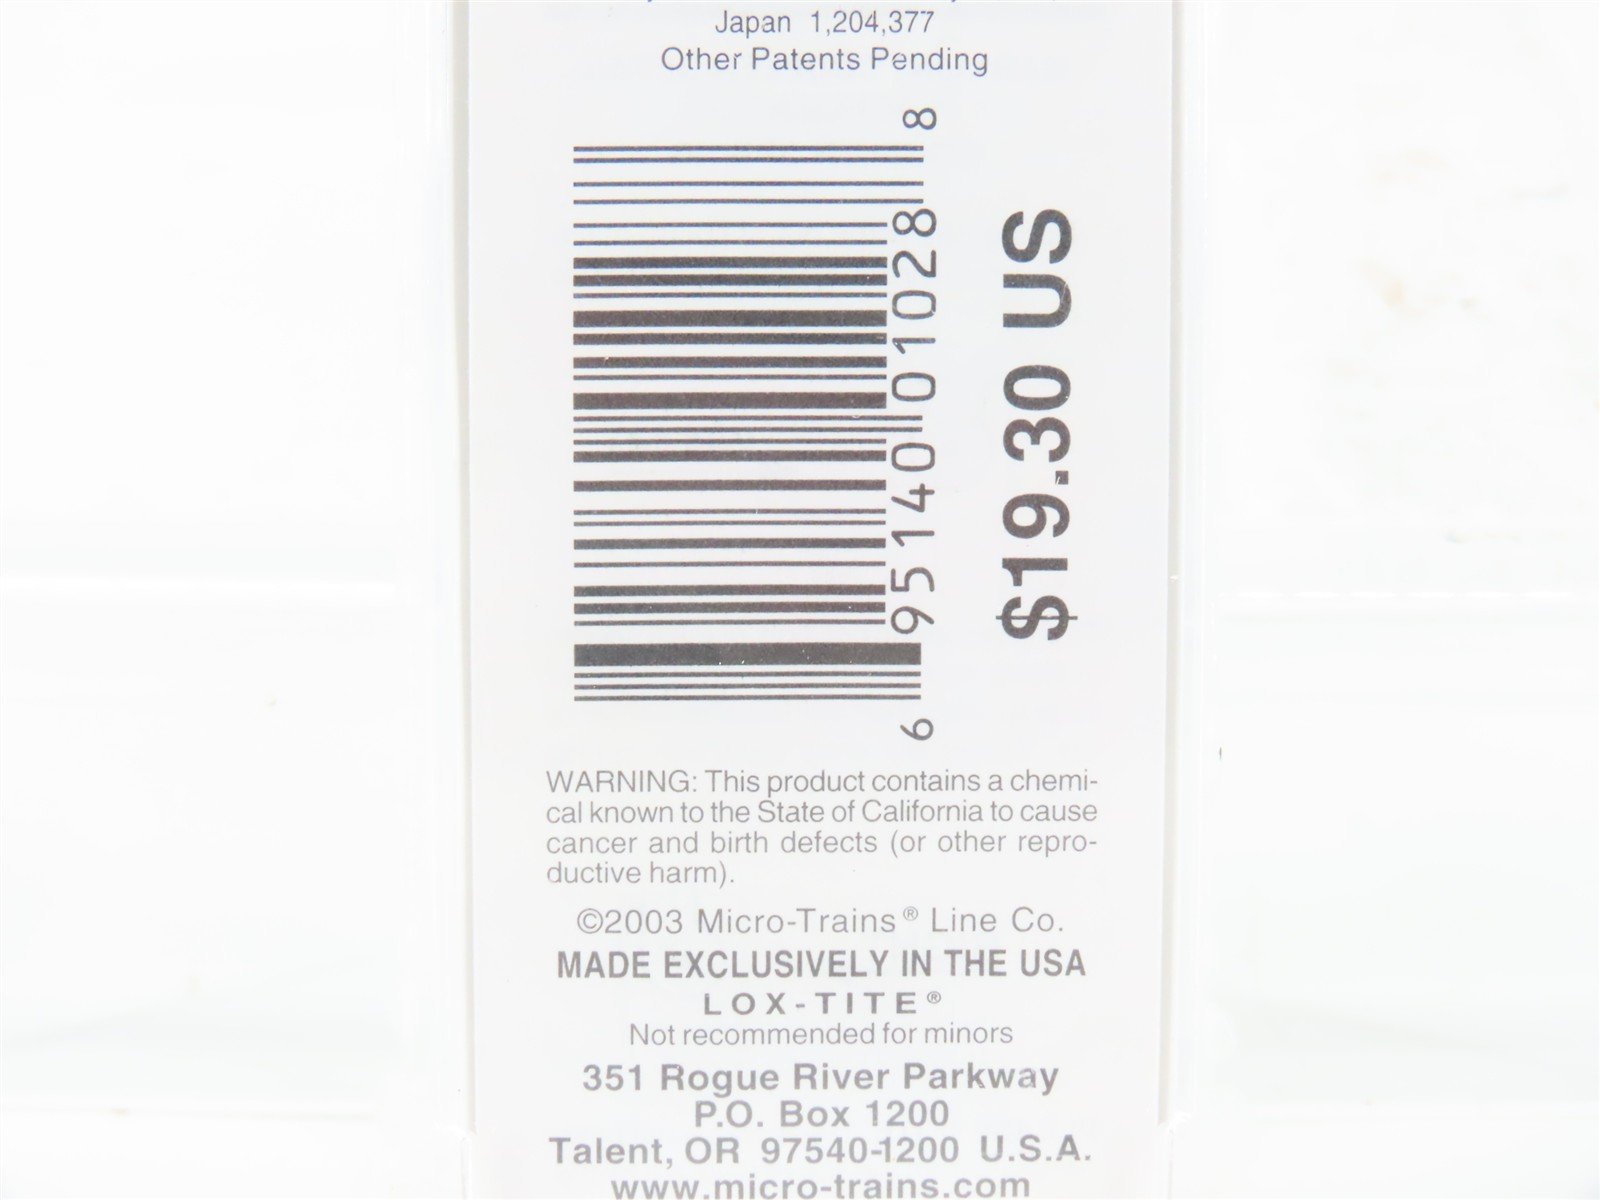 Japan 1,204,377
Other Patents Pending
6 95140 01028 8
$19.30 US
WARNING: This product contains a chemi-
cal known to the State of California to cause
cancer and birth defects (or other repro-
ductive harm).
©2003 Micro-Trains® Line Co.
MADE EXCLUSIVELY IN THE USA
LOX-TITE®
Not recommended for minors
351 Rogue River Parkway
P.O. Box 1200
Talent, OR 97540-1200 U.S.A.
www.micro-trains.com